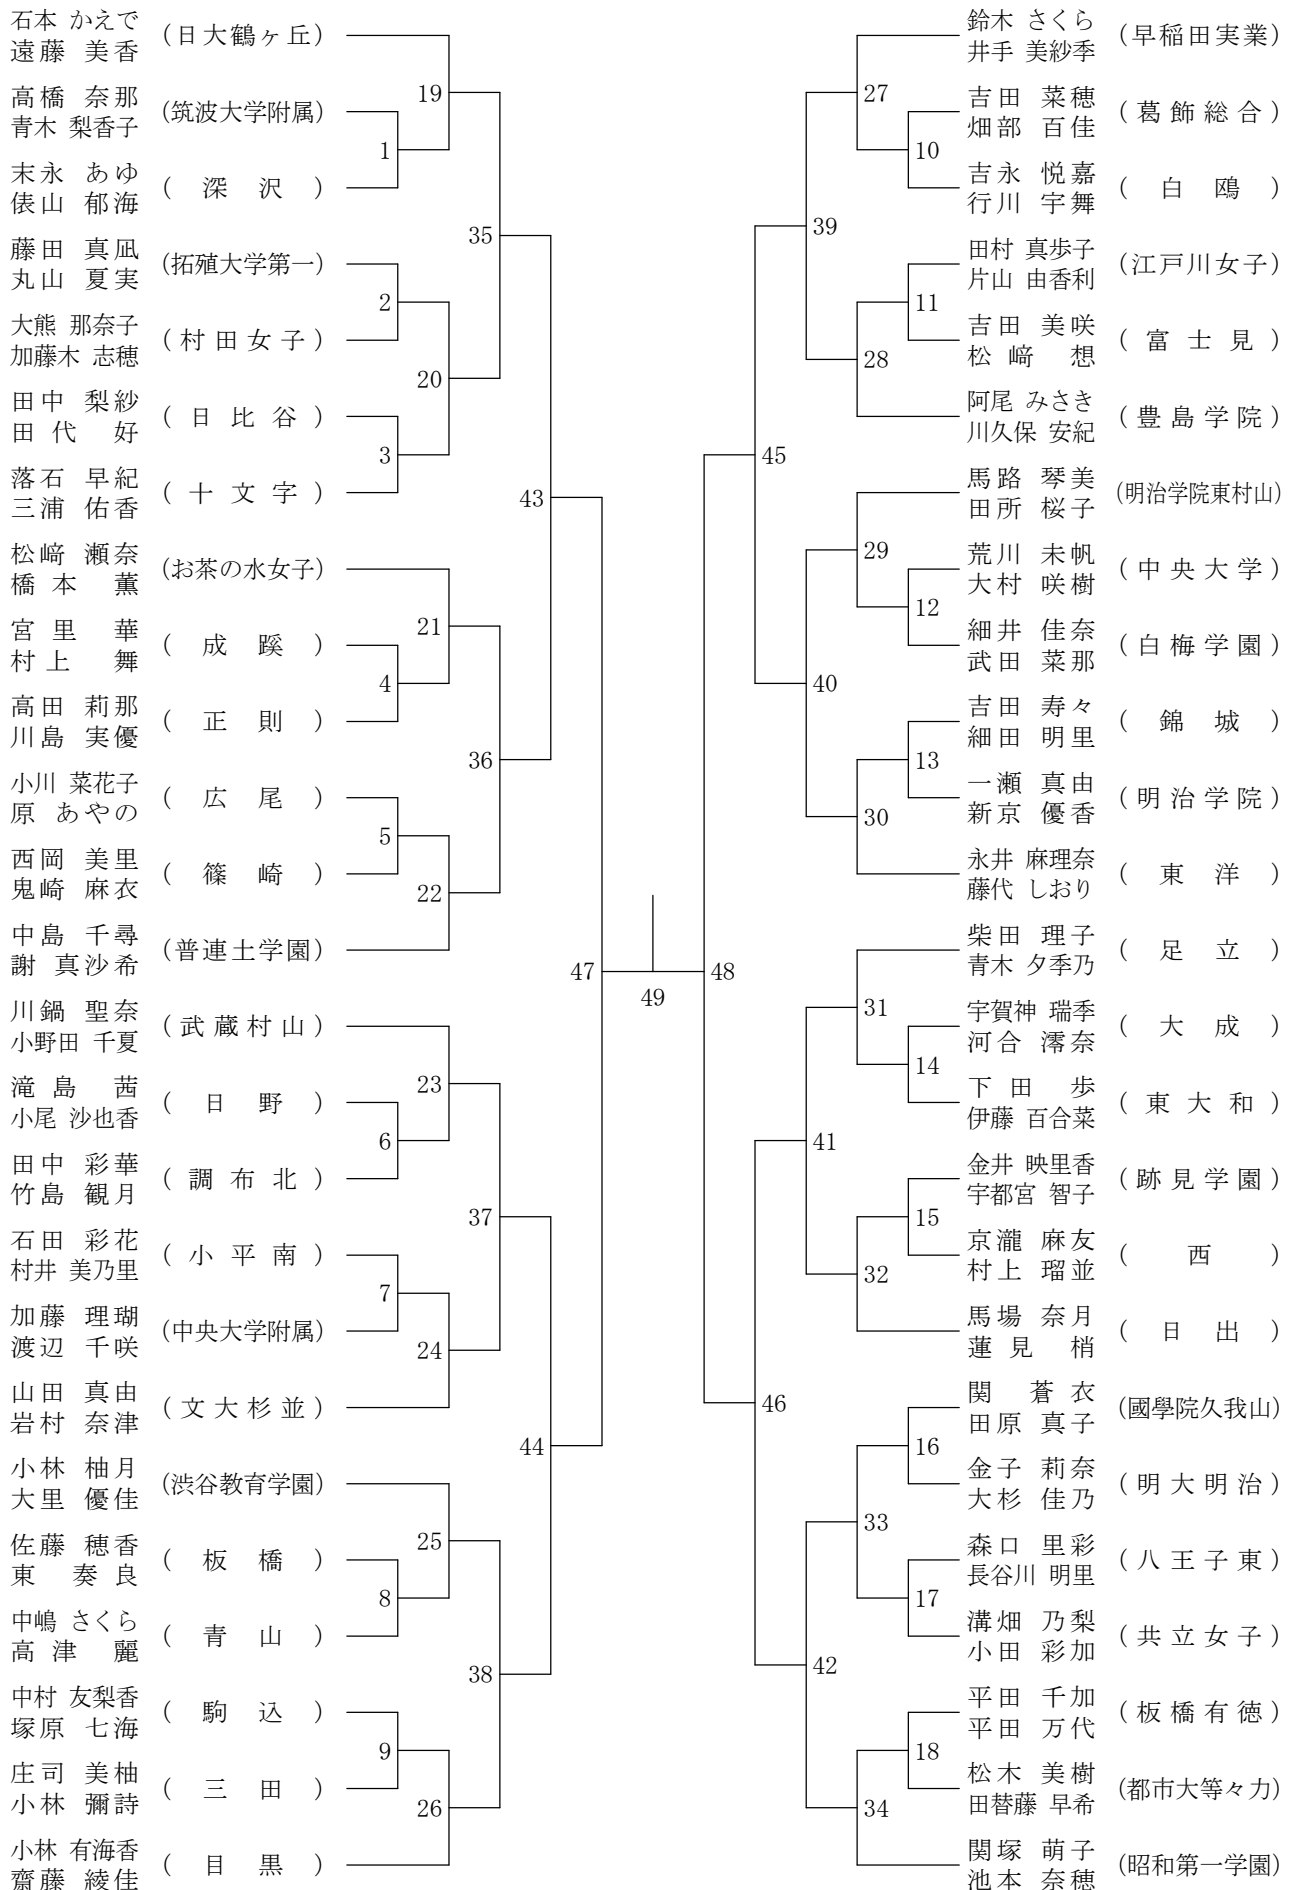 石本 かえで
遠藤 美香
(日大鶴ヶ丘)
高橋 奈那
青木 梨香子
(筑波大学附属)
末永 あゆ
俵山 郁海
(深沢)
藤田 真凪
丸山 夏実
(拓殖大学第一)
大熊 那奈子
加藤木 志穂
(村田女子)
田中 梨紗
田代 好
(日比谷)
落石 早紀
三浦 佑香
(十文字)
松﨑 瀬奈
橋本 薫
(お茶の水女子)
宮里 華
村上 舞
(成蹊)
高田 莉那
川島 実優
(正則)
小川 菜花子
原 あやの
(広尾)
西岡 美里
鬼崎 麻衣
(篠崎)
中島 千尋
謝 真沙希
(普連土学園)
川鍋 聖奈
小野田 千夏
(武蔵村山)
滝島 茜
小尾 沙也香
(日野)
田中 彩華
竹島 観月
(調布北)
石田 彩花
村井 美乃里
(小平南)
加藤 理瑚
渡辺 千咲
(中央大学附属)
山田 真由
岩村 奈津
(文大杉並)
小林 柚月
大里 優佳
(渋谷教育学園)
佐藤 穂香
東 奏良
(板橋)
中嶋 さくら
高津 麗
(青山)
中村 友梨香
塚原 七海
(駒込)
庄司 美柚
小林 彌詩
(三田)
小林 有海香
齋藤 綾佳
(目黒)
19
1
35
2
20
3
43
21
4
36
5
22
47
23
6
37
7
24
44
25
8
38
9
26
49
48
27
10
39
11
28
45
29
12
40
13
30
31
14
41
15
32
46
16
33
17
42
18
34
鈴木 さくら
井手 美紗季
(早稲田実業)
吉田 菜穂
畑部 百佳
(葛飾総合)
吉永 悦嘉
行川 宇舞
(白鴎)
田村 真歩子
片山 由香利
(江戸川女子)
吉田 美咲
松﨑 想
(富士見)
阿尾 みさき
川久保 安紀
(豊島学院)
馬路 琴美
田所 桜子
(明治学院東村山)
荒川 未帆
大村 咲樹
(中央大学)
細井 佳奈
武田 菜那
(白梅学園)
吉田 寿々
細田 明里
(錦城)
一瀬 真由
新京 優香
(明治学院)
永井 麻理奈
藤代 しおり
(東洋)
柴田 理子
青木 夕季乃
(足立)
宇賀神 瑞季
河合 澪奈
(大成)
下田 歩
伊藤 百合菜
(東大和)
金井 映里香
宇都宮 智子
(跡見学園)
京瀧 麻友
村上 瑠並
(西)
馬場 奈月
蓮見 梢
(日出)
関 蒼衣
田原 真子
(國學院久我山)
金子 莉奈
大杉 佳乃
(明大明治)
森口 里彩
長谷川 明里
(八王子東)
溝畑 乃梨
小田 彩加
(共立女子)
平田 千加
平田 万代
(板橋有徳)
松木 美樹
田替藤 早希
(都市大等々力)
関塚 萌子
池本 奈穂
(昭和第一学園)